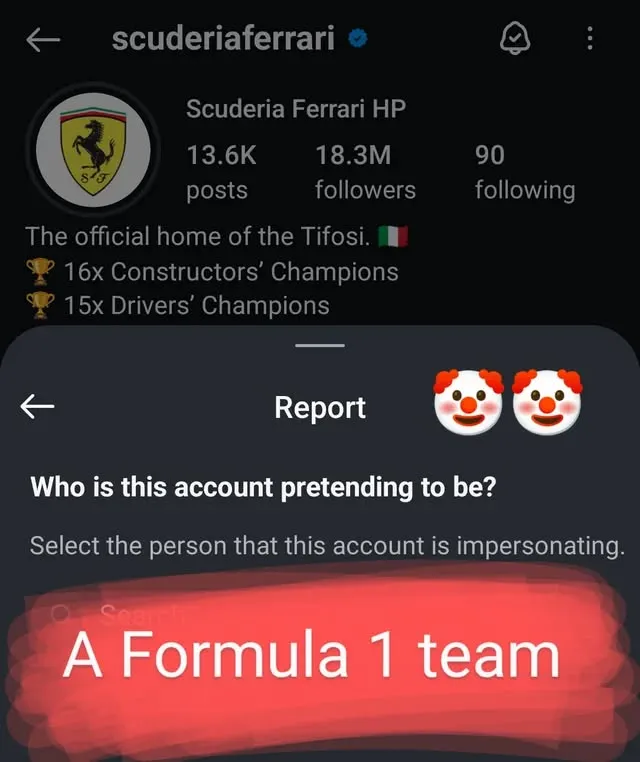 scuderiaferrari
Scuderia Ferrari HP
13.6K 18.3M 90
posts followers following
The official home of the Tifosi. 🇮🇹
🏆 16x Constructors’ Champions
🏆 15x Drivers’ Champions
Report 🤡🤡
Who is this account pretending to be?
Select the person that this account is impersonating.
Search
A Formula 1 team
S F